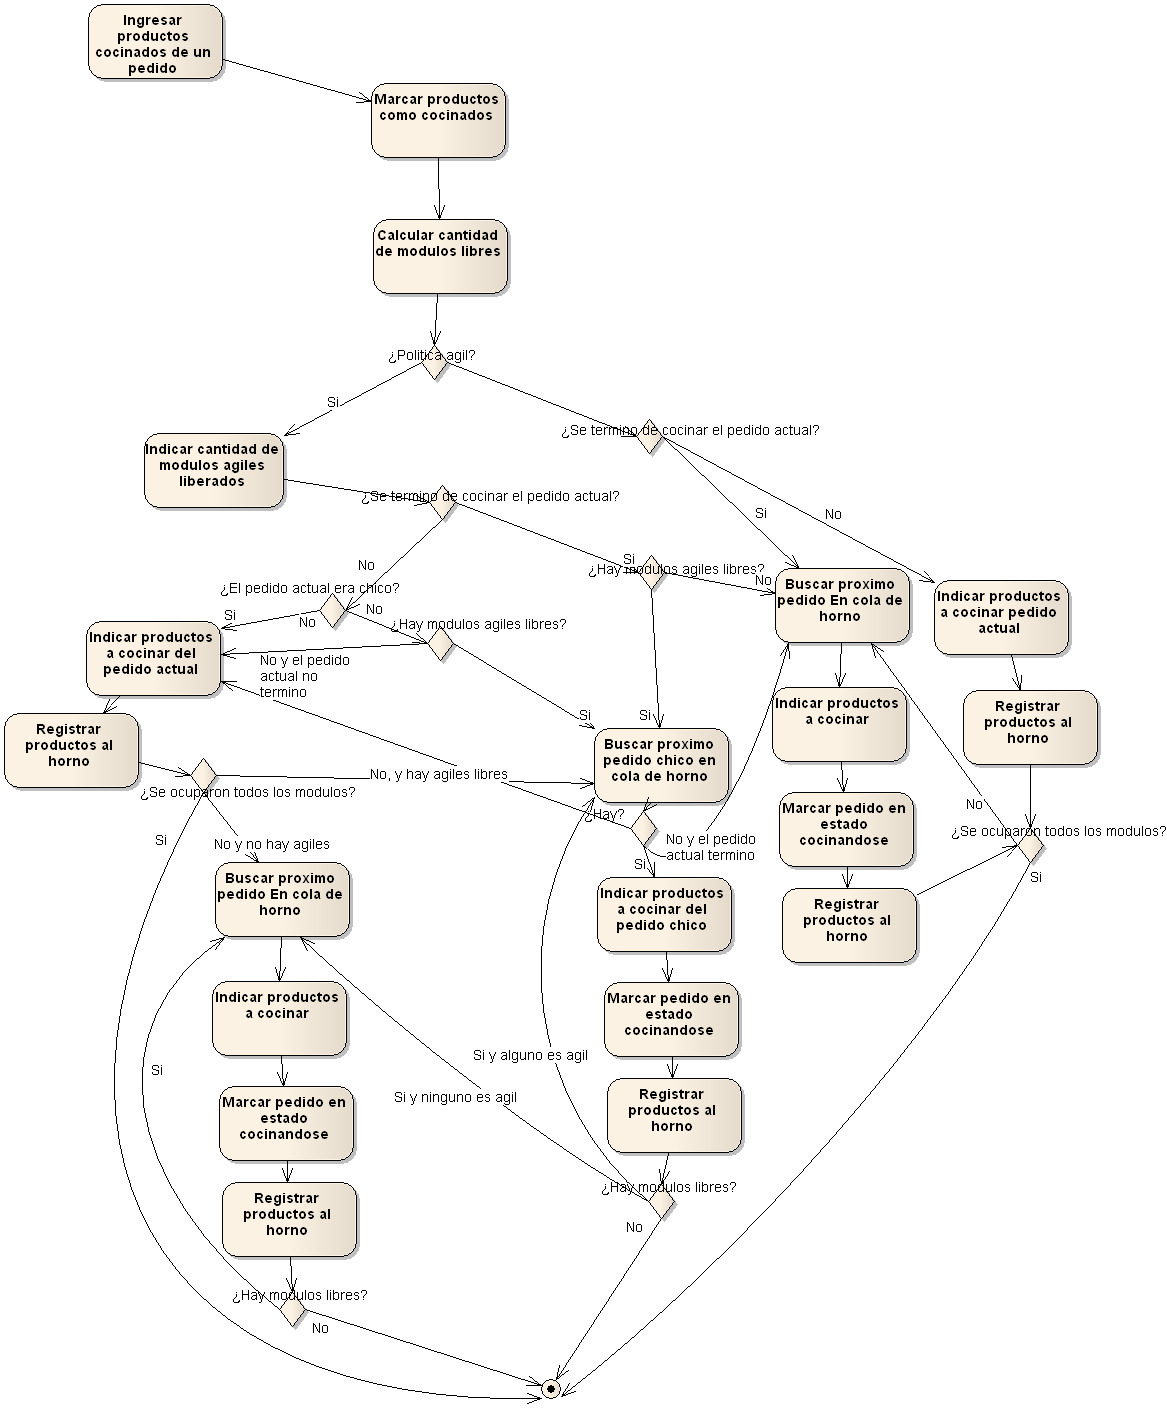 Ingresar
productos
cocinados de un
pedido
Marcar productos
como cocinados
Calcular cantidad
de modulos libres
¿Politica agil?
Si
¿Se termino de cocinar el pedido actual?
Indicar cantidad de
modulos agiles
liberados
¿Se termino de cocinar el pedido actual?
Si
No
No
Si
¿Hay modulos agiles libres?
No
¿El pedido actual era chico?
Si
No
No
¿Hay modulos agiles libres?
Buscar proximo
pedido En cola de
horno
Indicar productos
a cocinar pedido
actual
Indicar productos
a cocinar del
pedido actual
No y el pedido
actual no
termino
Si
Si
Registrar
productos al
horno
Buscar proximo
pedido chico en
cola de horno
Indicar productos
a cocinar
Registrar
productos al
horno
No, y hay agiles libres
¿Se ocuparon todos los modulos?
Si
No y no hay agiles
¿Hay?
No y el pedido
actual termino
Si
Marcar pedido en
estado
cocinandose
No
¿Se ocuparon todos los modulos?
Si
Buscar proximo
pedido En cola de
horno
Indicar productos
a cocinar del
pedido chico
Registrar
productos al
horno
Indicar productos
a cocinar
Marcar pedido en
estado
cocinandose
Si
Si y alguno es agil
Si y ninguno es agil
Marcar pedido en
estado
cocinandose
Registrar
productos al
horno
Registrar
productos al
horno
¿Hay modulos libres?
No
¿Hay modulos libres?
No